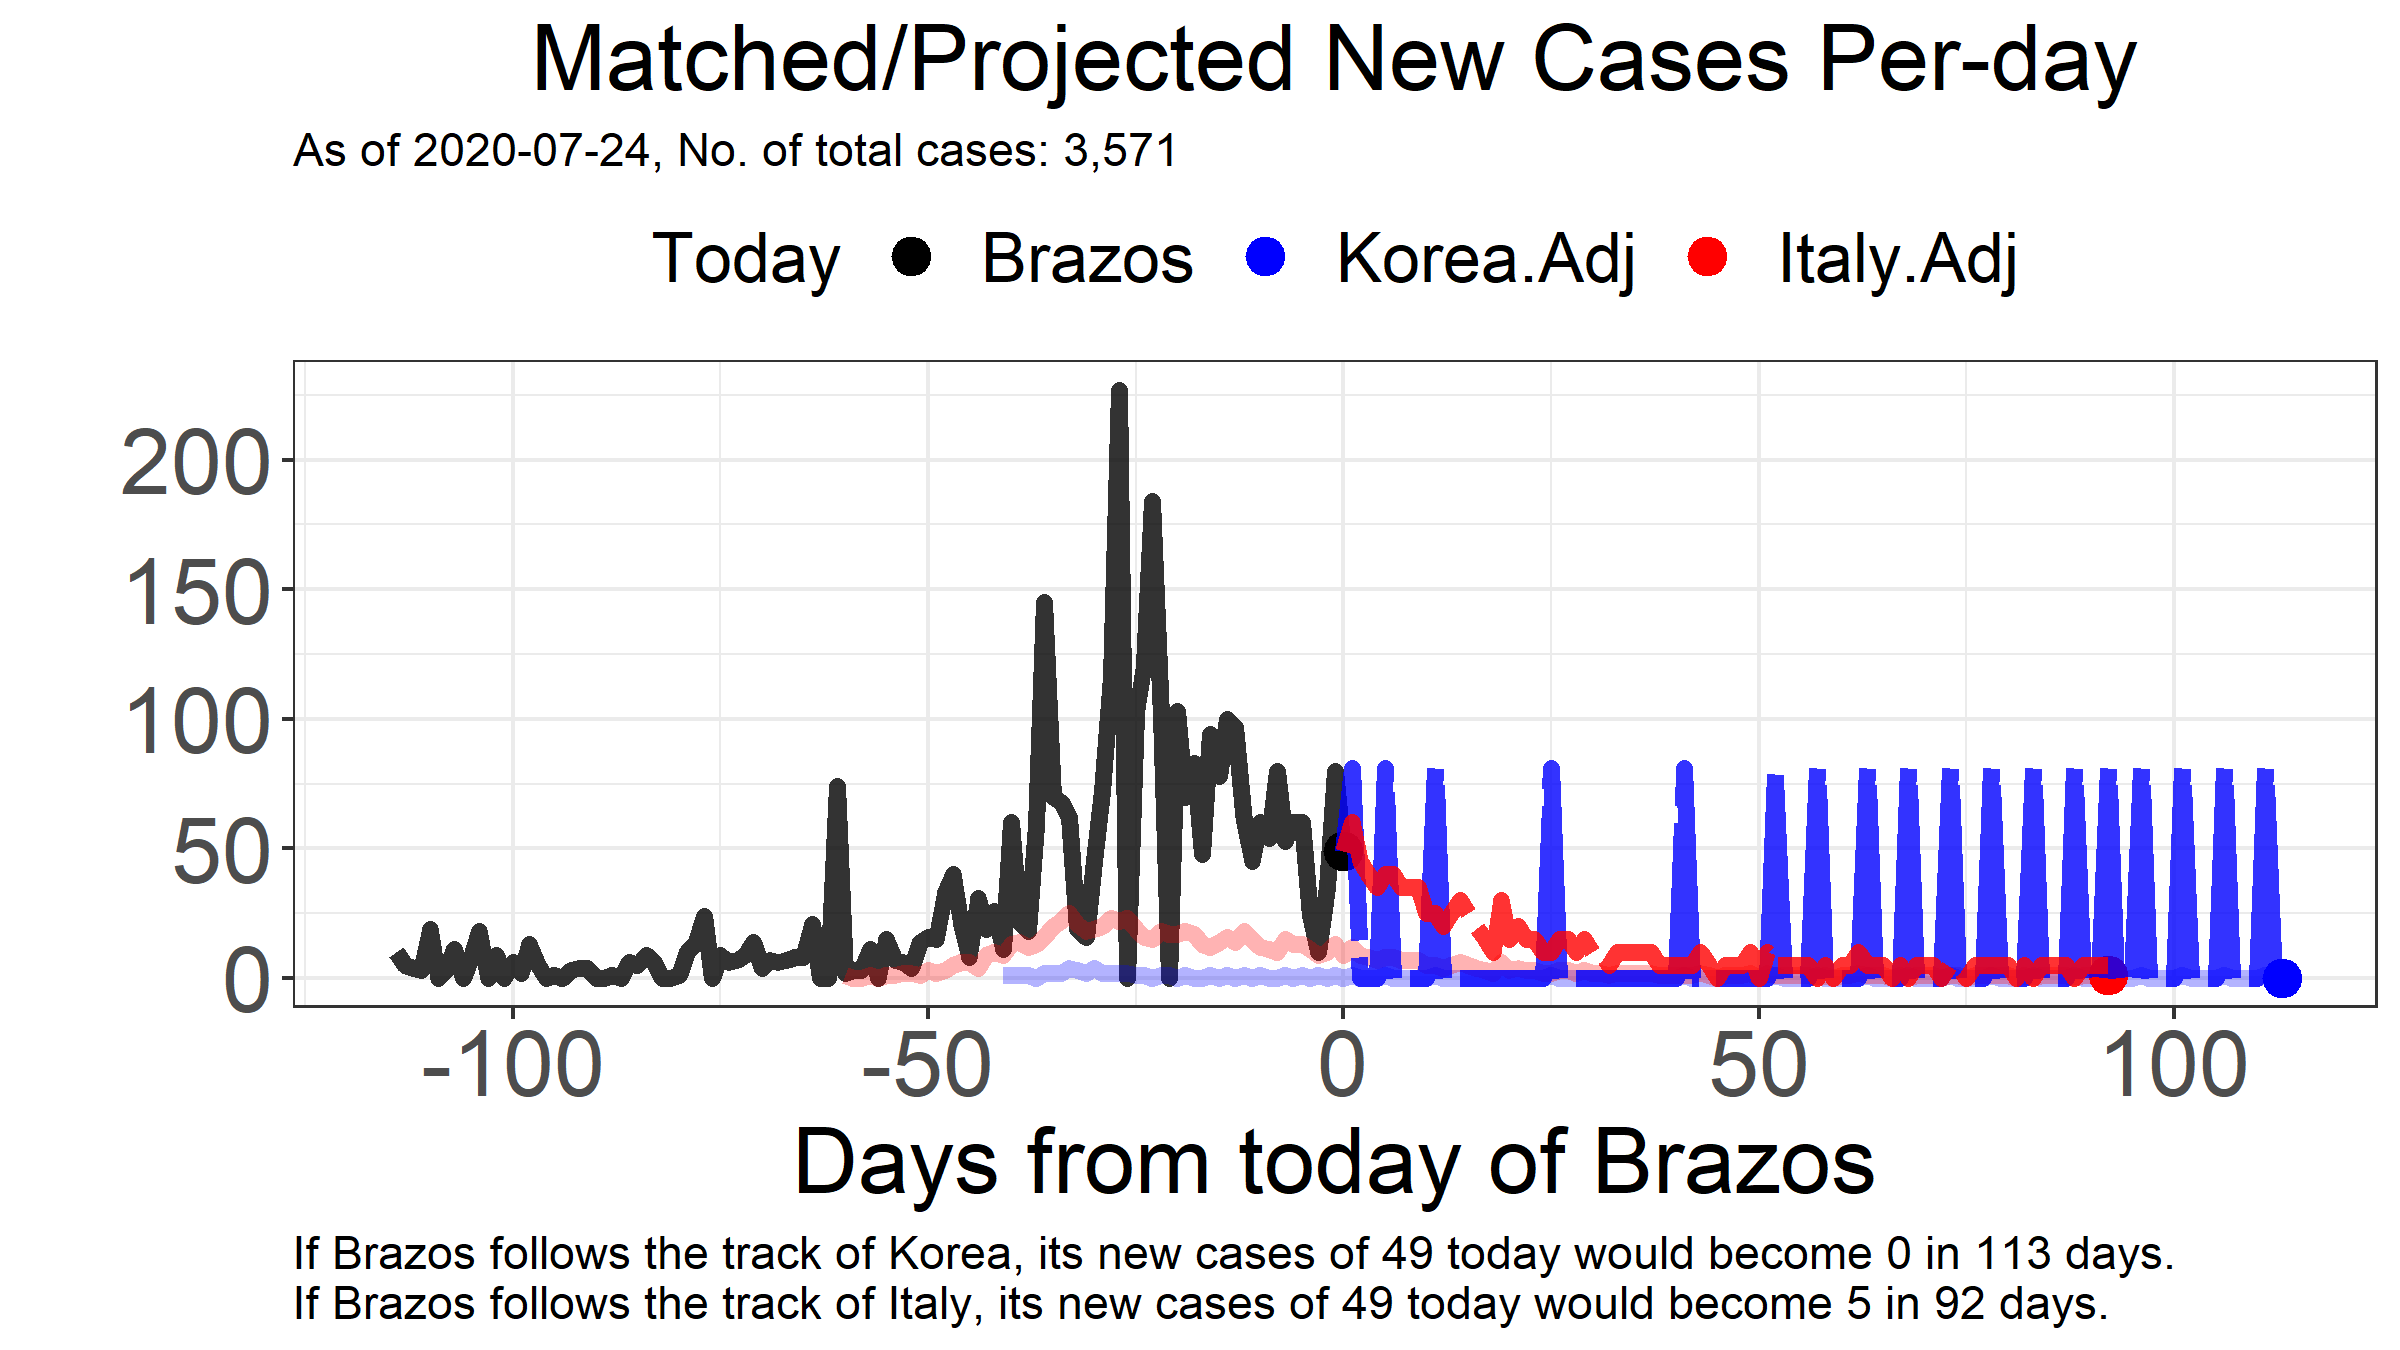 Matched/Projected New Cases Per-day
As of 2020-07-24, No. of total cases: 3,571
Today Brazos Korea.Adj Italy.Adj
200
150
100
50
0
-100 -50 0 50 100
Days from today of Brazos
If Brazos follows the track of Korea, its new cases of 49 today would become 0 in 113 days.
If Brazos follows the track of Italy, its new cases of 49 today would become 5 in 92 days.